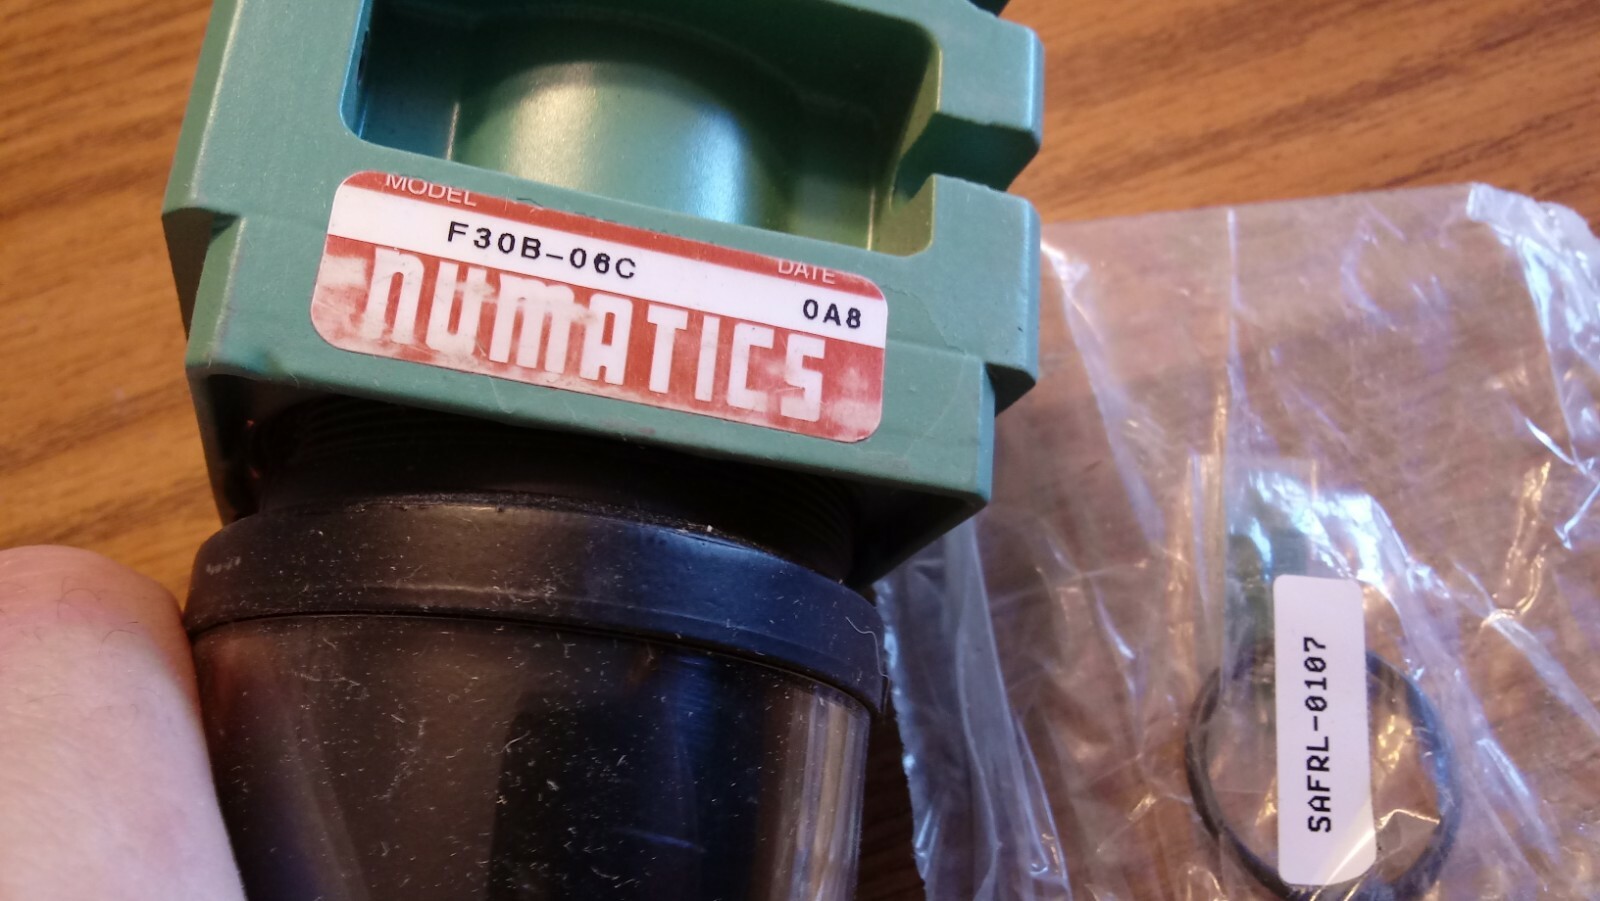 MODEL
F30B-06C
DATE
0A8
NUMATICS
SAFRL-0107